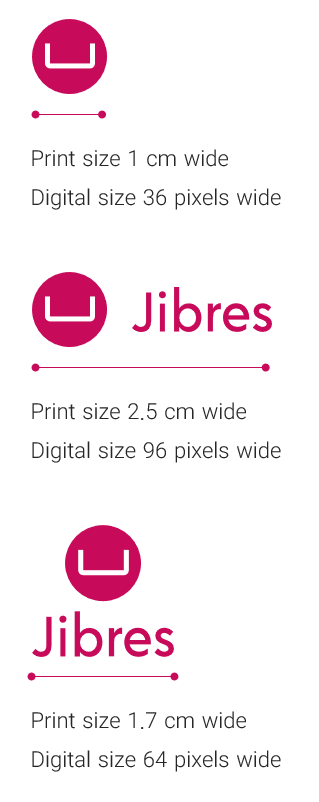 Print size 1 cm wide
Digital size 36 pixels wide
Jibres
Print size 2.5 cm wide
Digital size 96 pixels wide
Jibres
Print size 1.7 cm wide
Digital size 64 pixels wide